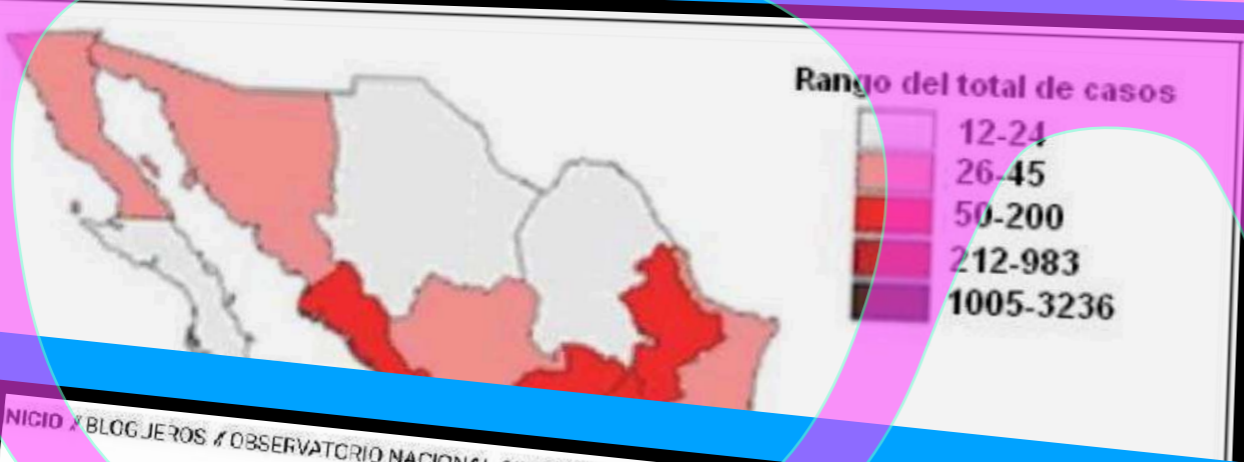 Rango del total de casos
12-24
26-45
50-200
212-983
1005-3236
NICIO // BLOGUEROS // OBSERVATORIO NACIONAL